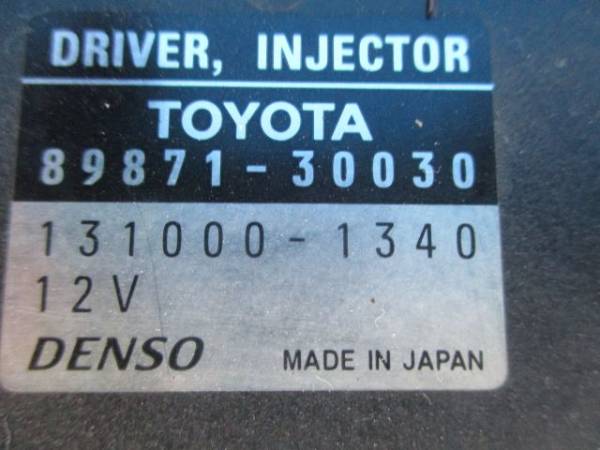 DRIVER, INJECTOR
TOYOTA
89871-30030
131000-1340
12V
DENSO MADE IN JAPAN